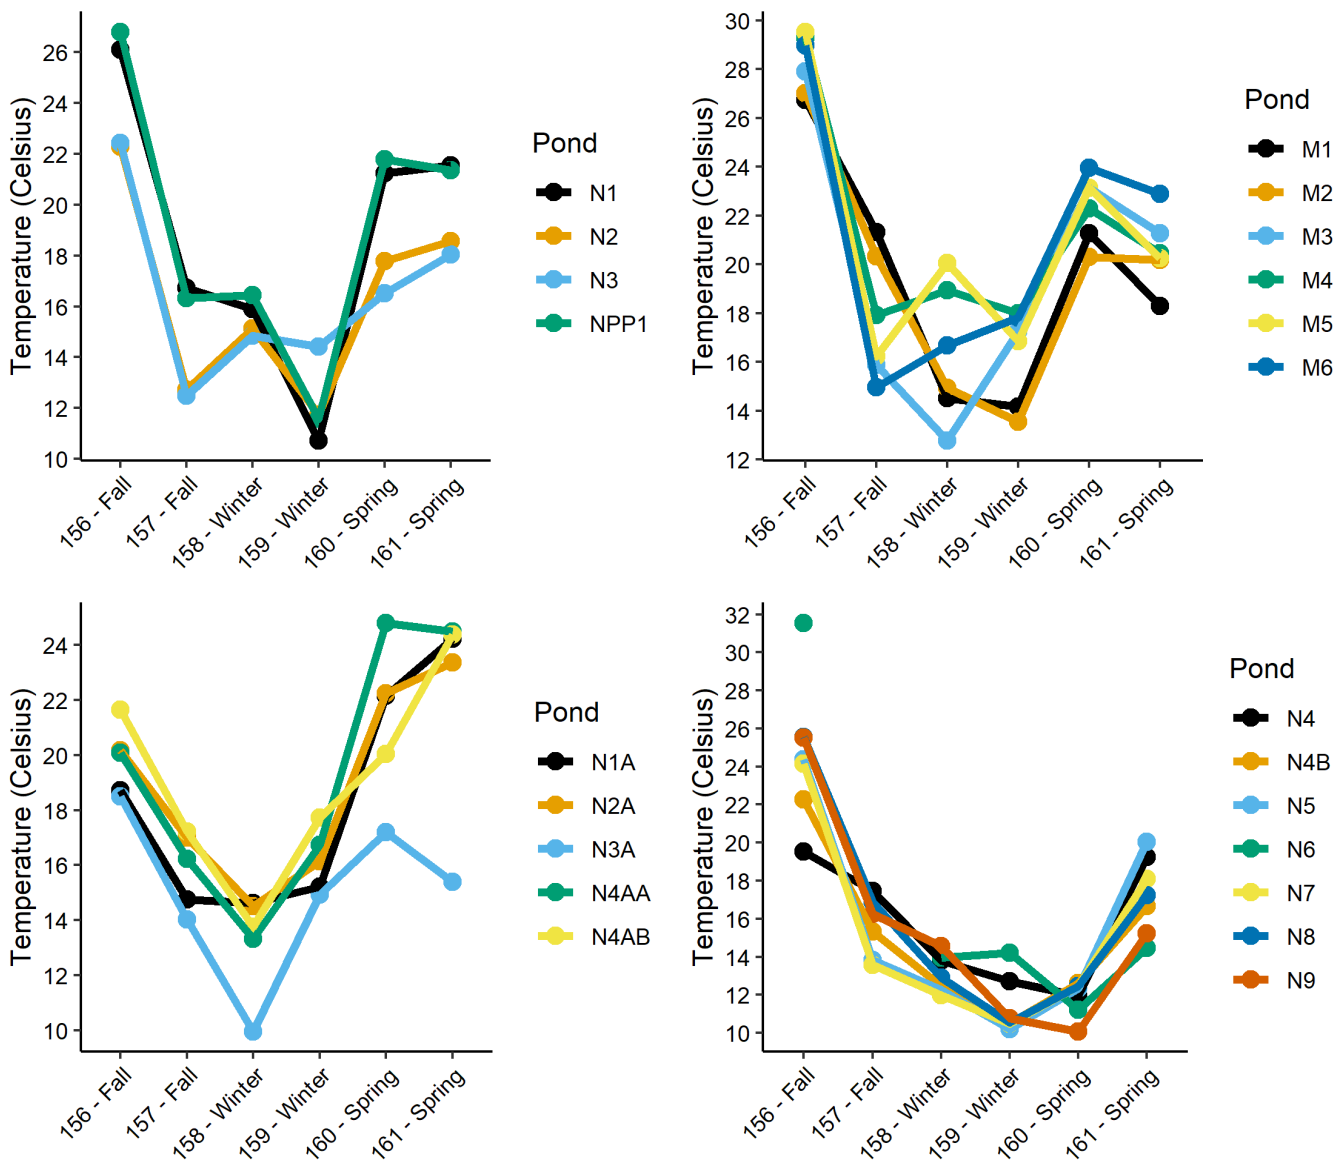 Temperature (Celsius)
26
24
22
20
18
16
14
12
10
156 - Fall
157 - Fall
158 - Winter
159 - Winter
160 - Spring
161 - Spring
Pond
N1
N2
N3
NPP1
Temperature (Celsius)
30
28
26
24
22
20
18
16
14
12
156 - Fall
157 - Fall
158 - Winter
159 - Winter
160 - Spring
161 - Spring
Pond
M1
M2
M3
M4
M5
M6
Temperature (Celsius)
24
22
20
18
16
14
12
10
156 - Fall
157 - Fall
158 - Winter
159 - Winter
160 - Spring
161 - Spring
Pond
N1A
N2A
N3A
N4AA
N4AB
Temperature (Celsius)
32
30
28
26
24
22
20
18
16
14
12
10
156 - Fall
157 - Fall
158 - Winter
159 - Winter
160 - Spring
161 - Spring
Pond
N4
N4B
N5
N6
N7
N8
N9